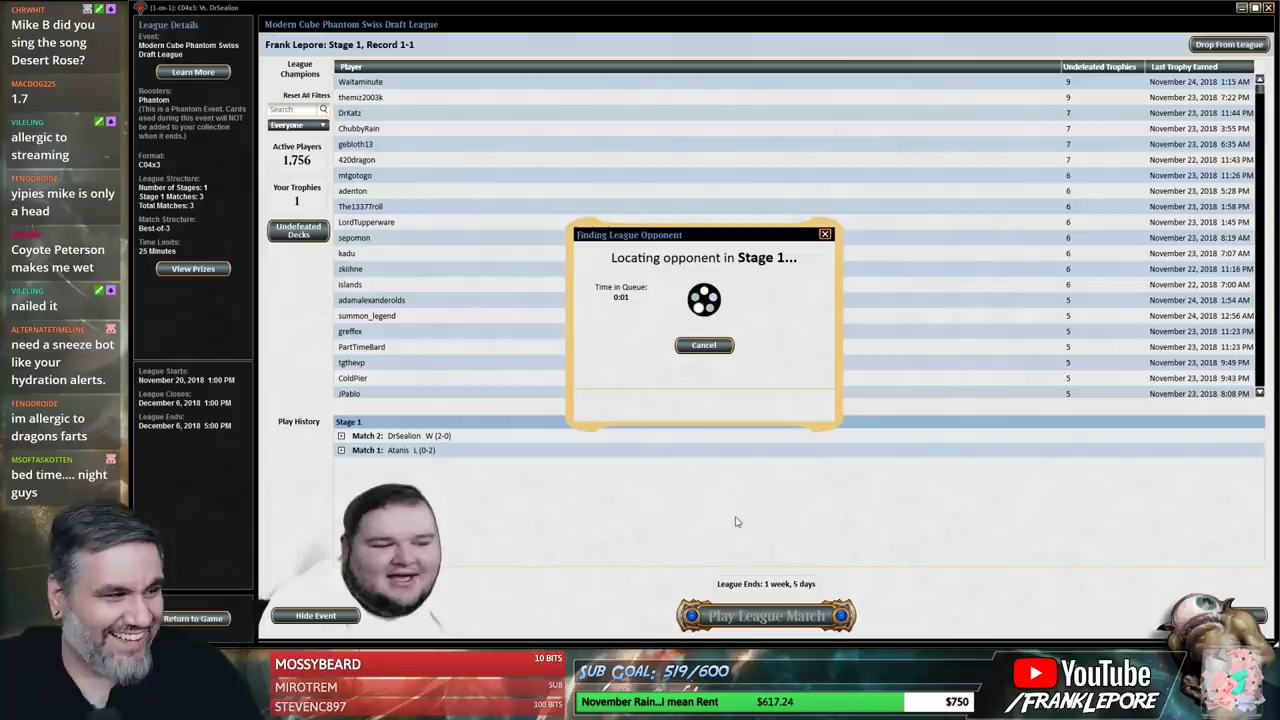 CHRWHIT
Mike B did you
sing the song
Desert Rose?
MACDOG225
1.7
VILELING
allergic to
streaming
FENODROIDE
yipies mike is only
a head
Coyote Peterson
makes me wet
VILELING
nailed it
ALTERNATETIMELINE
need a sneeze bot
like your
hydration alerts.
FENODROIDE
im allergic to
dragons farts
MSOFTASKOTTEN
bed time.... night
guys
(1-on-1): C04x3: Vs. DrSealion
League Details
Event:
Modern Cube Phantom Swiss
Draft League
Learn More
Boosters:
Phantom
(This is a Phantom Event. Cards
used during this event will NOT
be added to your collection
when it ends.)
Format:
C04x3
League Structure:
Number of Stages: 1
Stage 1 Matches: 3
Total Matches: 3
Match Structure:
Best-of-3
Time Limits:
25 Minutes
View Prizes
League Starts:
November 20, 2018 1:00 PM
League Closes:
December 6, 2018 1:00 PM
League Ends:
December 6, 2018 5:00 PM
Return to Game
Modern Cube Phantom Swiss Draft League
Frank Lepore: Stage 1, Record 1-1
Drop From League
League
Champions
Reset All Filters
Search
Everyone
Active Players
1,756
Your Trophies
1
Undefeated
Decks
Player Undefeated Trophies Last Trophy Earned
Waitaminute 9 November 24, 2018 1:15 AM
themiz2003k 9 November 23, 2018 7:22 PM
DrKatz 7 November 23, 2018 11:44 PM
ChubbyRain 7 November 23, 2018 3:55 PM
gebloth13 7 November 23, 2018 6:35 AM
420dragon 7 November 22, 2018 11:43 PM
mtgotogo 6 November 23, 2018 11:26 PM
adenton 6 November 23, 2018 5:28 PM
The1337Troll 6 November 23, 2018 1:58 PM
LordTupperware 6 November 23, 2018 1:45 PM
sepomon 6 November 23, 2018 8:19 AM
kadu 6 November 23, 2018 7:07 AM
zkiihne 6 November 22, 2018 11:16 PM
islands 6 November 22, 2018 7:00 AM
adamalexanderolds 5 November 24, 2018 1:54 AM
summon_legend 5 November 24, 2018 12:56 AM
greffex 5 November 23, 2018 11:23 PM
PartTimeBard 5 November 23, 2018 11:23 PM
tgthevp 5 November 23, 2018 9:49 PM
ColdPier 5 November 23, 2018 9:43 PM
JPablo 5 November 23, 2018 8:08 PM
Finding League Opponent
Locating opponent in Stage 1...
Time in Queue:
0:01
Cancel
Play History
Stage 1
Match 2: DrSealion W (2-0)
Match 1: Atanis L (0-2)
League Ends: 1 week, 5 days
Hide Event
Play League Match
MOSSYBEARD 10 BITS
MIROTREM SUB
STEVENC897 100 BITS
SUB GOAL: 519/600
November Rain...I mean Rent $617.24 $750
YouTube
/FRANKLEPORE